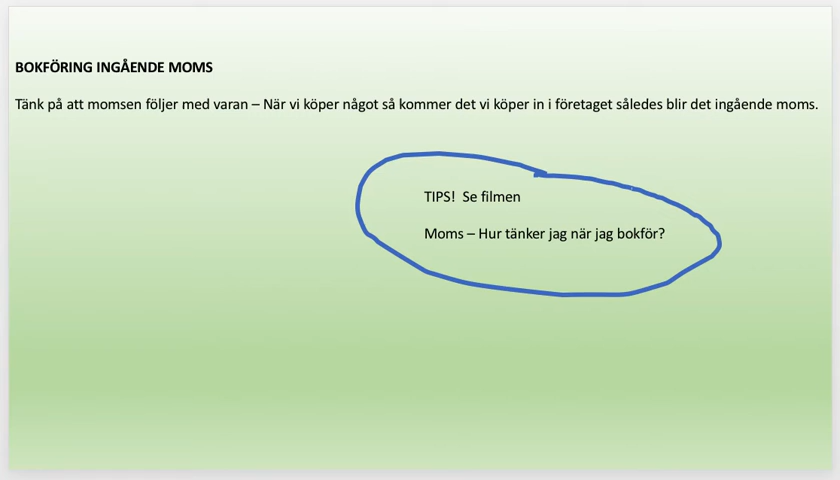 BOKFÖRING INGÅENDE MOMS
Tänk på att momsen följer med varan – När vi köper något så kommer det vi köper in i företaget således blir det ingående moms.
TIPS!  Se filmen
Moms – Hur tänker jag när jag bokför?